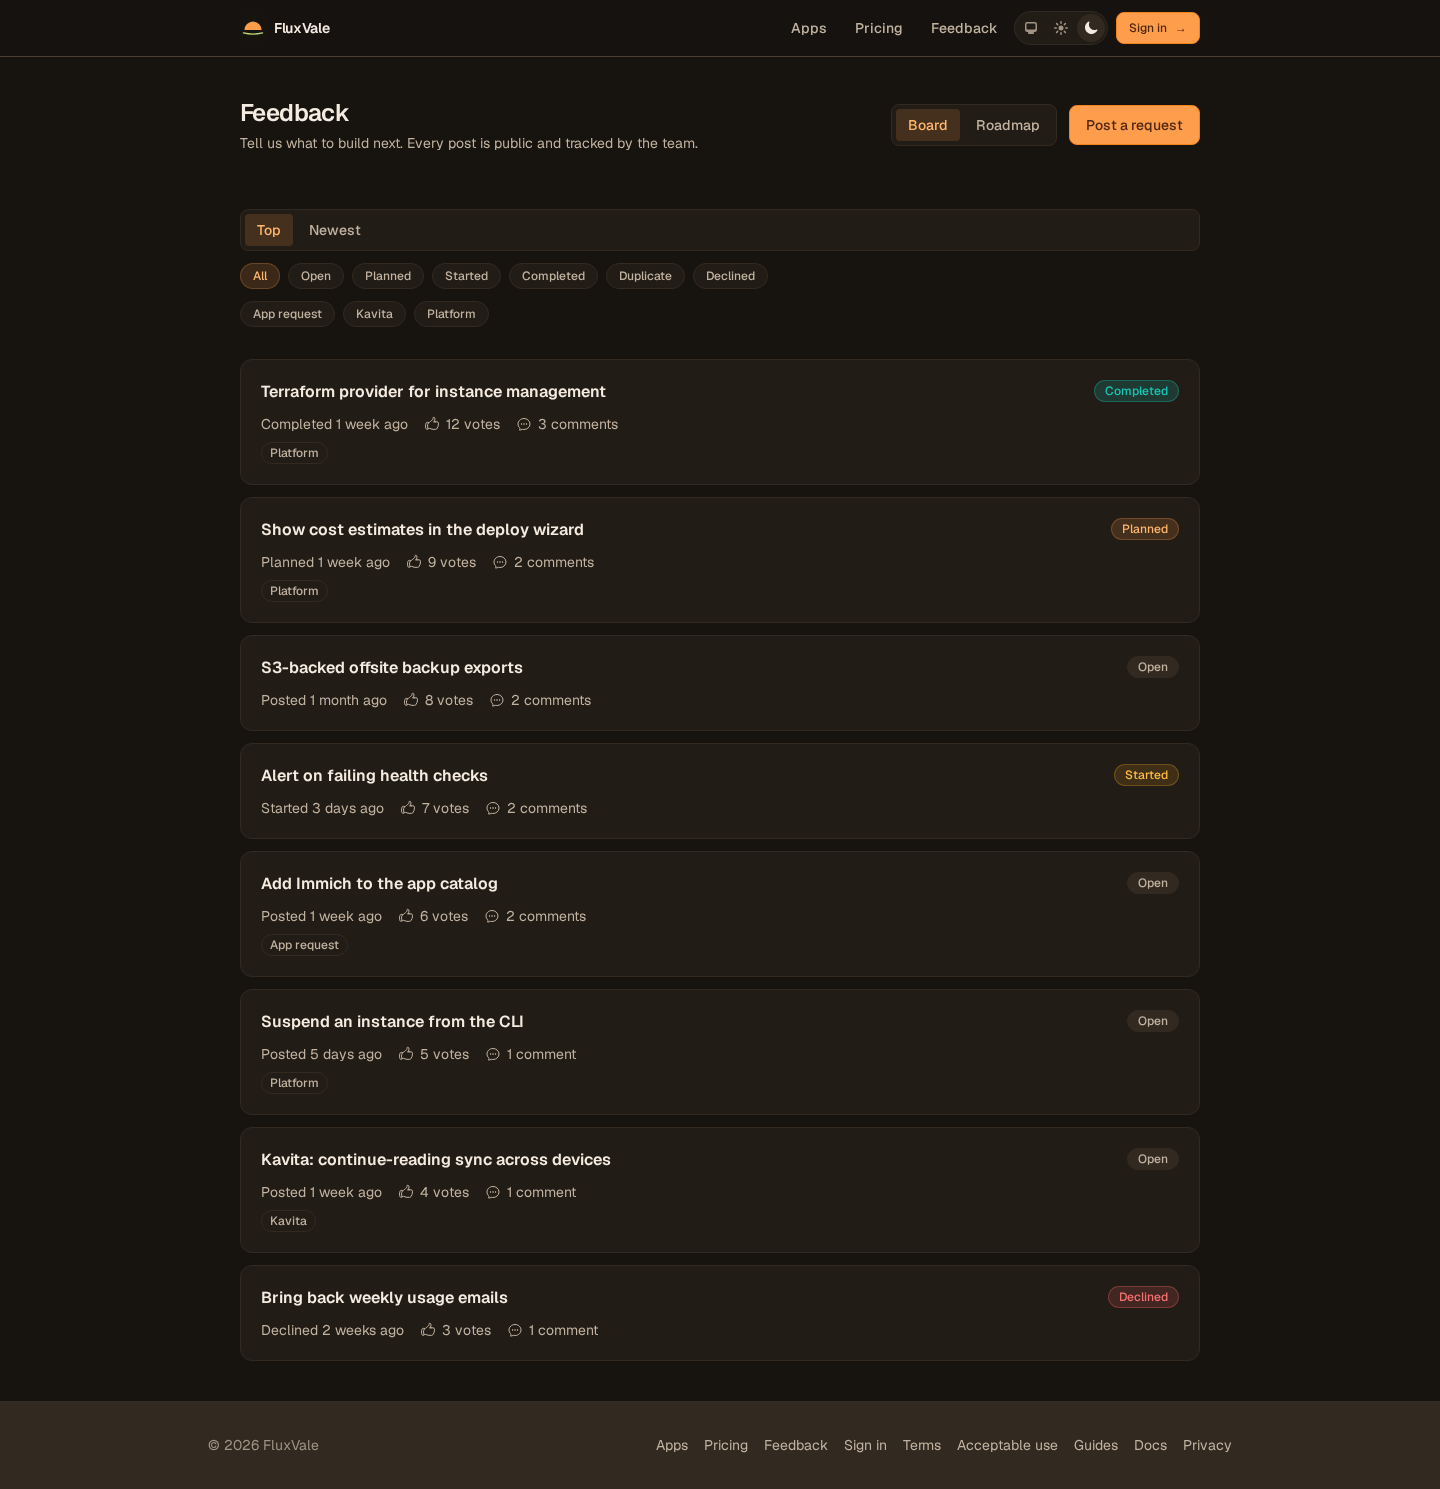 FluxVale Apps Pricing Feedback Sign in →
Feedback
Tell us what to build next. Every post is public and tracked by the team.
Board Roadmap Post a request
Top Newest
All Open Planned Started Completed Duplicate Declined
App request Kavita Platform
Terraform provider for instance management Completed
Completed 1 week ago 12 votes 3 comments
Platform
Show cost estimates in the deploy wizard Planned
Planned 1 week ago 9 votes 2 comments
Platform
S3-backed offsite backup exports Open
Posted 1 month ago 8 votes 2 comments
Alert on failing health checks Started
Started 3 days ago 7 votes 2 comments
Add Immich to the app catalog Open
Posted 1 week ago 6 votes 2 comments
App request
Suspend an instance from the CLI Open
Posted 5 days ago 5 votes 1 comment
Platform
Kavita: continue-reading sync across devices Open
Posted 1 week ago 4 votes 1 comment
Kavita
Bring back weekly usage emails Declined
Declined 2 weeks ago 3 votes 1 comment
© 2026 FluxVale Apps Pricing Feedback Sign in Terms Acceptable use Guides Docs Privacy